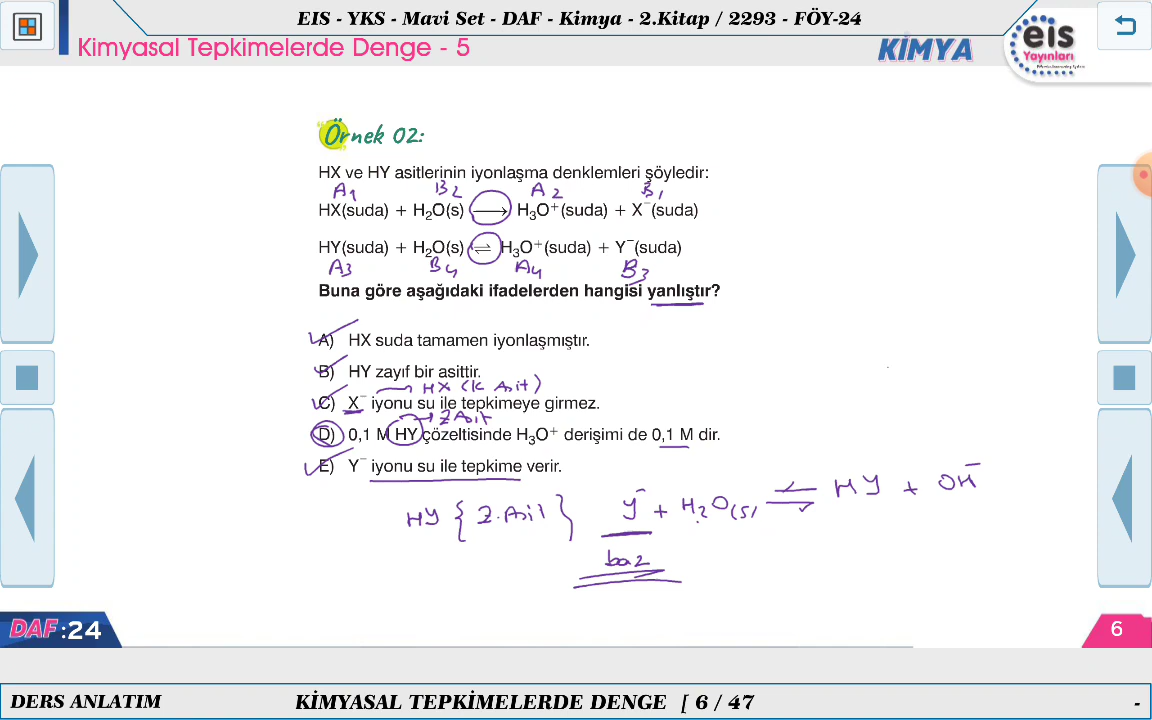 EIS - YKS - Mavi Set - DAF - Kimya - 2.Kitap / 2293 - FÖY-24
Kimyasal Tepkimelerde Denge - 5
KİMYA
eis
Yayınları
Örnek 02:
HX ve HY asitlerinin iyonlaşma denklemleri şöyledir:
A1 B2 A2 B1
HX(suda) + H2O(s) ⟶ H3O+(suda) + X−(suda)
HY(suda) + H2O(s) ⇌ H3O+(suda) + Y−(suda)
A3 B4 A4 B3
Buna göre aşağıdaki ifadelerden hangisi yanlıştır?
A) HX suda tamamen iyonlaşmıştır.
B) HY zayıf bir asittir.
→ HX (K Asit)
C) X− iyonu su ile tepkimeye girmez.
→ Z Asit
D) 0,1 M HY çözeltisinde H3O+ derişimi de 0,1 M dir.
E) Y− iyonu su ile tepkime verir.
HY { Z.Asit } Y− + H2O(s) ⇌ HY + OH−
baz
DAF:24
6
DERS ANLATIM
KİMYASAL TEPKİMELERDE DENGE [ 6 / 47
-